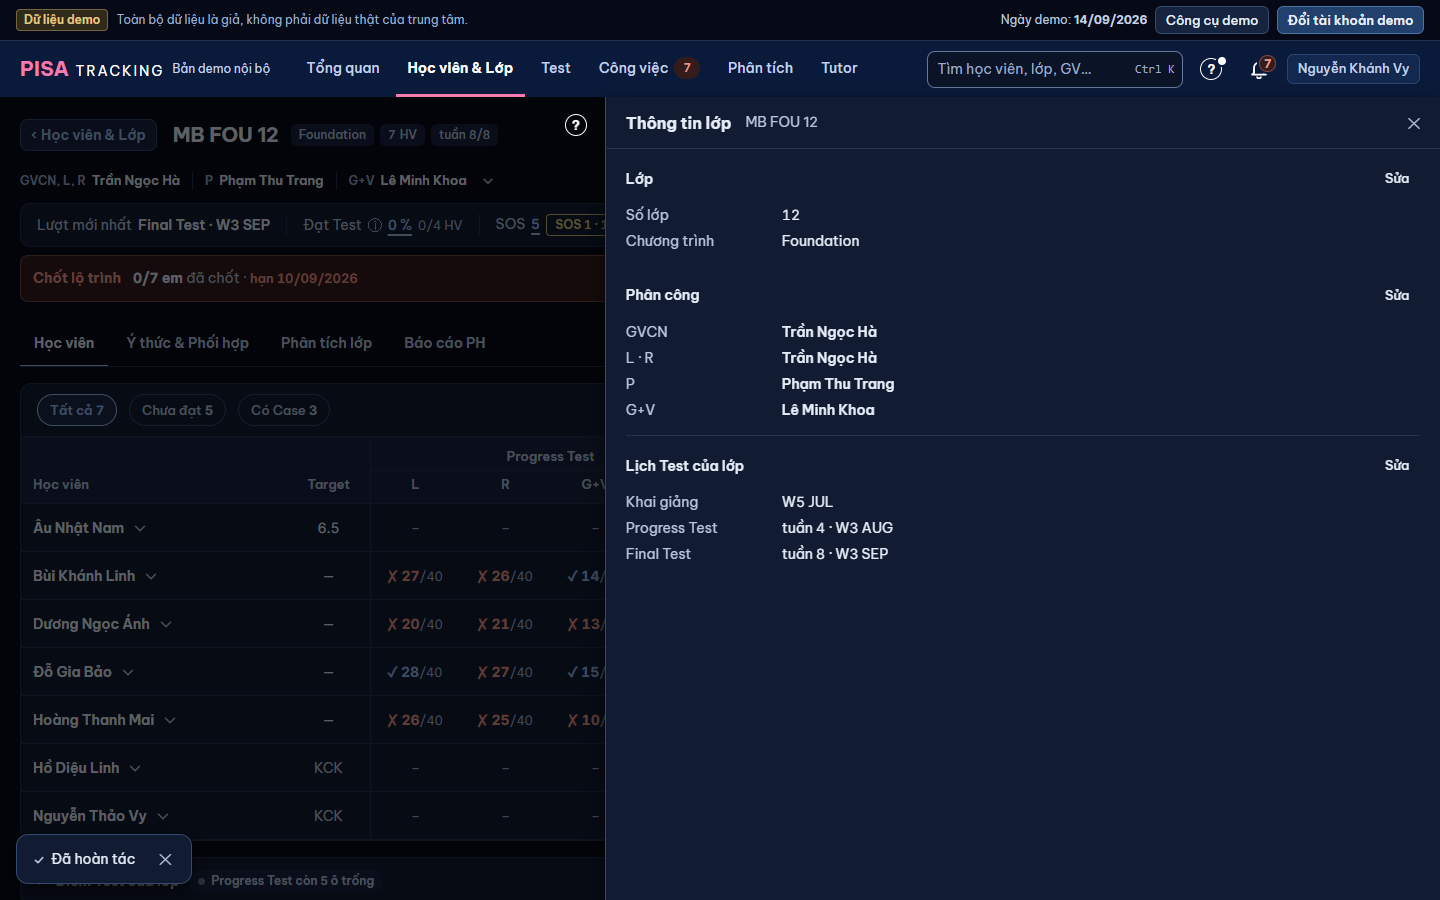 Dữ liệu demo Toàn bộ dữ liệu là giả, không phải dữ liệu thật của trung tâm. Ngày demo: 14/09/2026 Công cụ demo Đổi tài khoản demo
PISA TRACKING Bản demo nội bộ Tổng quan Học viên & Lớp Test Công việc 7 Phân tích Tutor Tìm học viên, lớp, GV... Ctrl K ? 7 Nguyễn Khánh Vy
‹ Học viên & Lớp MB FOU 12 Foundation 7 HV tuần 8/8 ?
GVCN, L, R Trần Ngọc Hà P Phạm Thu Trang G+V Lê Minh Khoa
Lượt mới nhất Final Test · W3 SEP Đạt Test 0 % 0/4 HV SOS 5 SOS 1 · 1
Chốt lộ trình 0/7 em đã chốt · hạn 10/09/2026
Học viên Ý thức & Phối hợp Phân tích lớp Báo cáo PH
Tất cả 7 Chưa đạt 5 Có Case 3
Progress Test
Học viên Target L R G+V
Âu Nhật Nam 6.5 – – –
Bùi Khánh Linh — ✗ 27/40 ✗ 26/40 ✓ 14/
Dương Ngọc Ánh — ✗ 20/40 ✗ 21/40 ✗ 13/
Đỗ Gia Bảo — ✓ 28/40 ✗ 27/40 ✓ 15/
Hoàng Thanh Mai — ✗ 26/40 ✗ 25/40 ✗ 10/
Hồ Diệu Linh KCK – – –
Nguyễn Thảo Vy KCK – – –
✓ Đã hoàn tác
Progress Test còn 5 ô trống
Thông tin lớp MB FOU 12
Lớp Sửa
Số lớp 12
Chương trình Foundation
Phân công Sửa
GVCN Trần Ngọc Hà
L · R Trần Ngọc Hà
P Phạm Thu Trang
G+V Lê Minh Khoa
Lịch Test của lớp Sửa
Khai giảng W5 JUL
Progress Test tuần 4 · W3 AUG
Final Test tuần 8 · W3 SEP